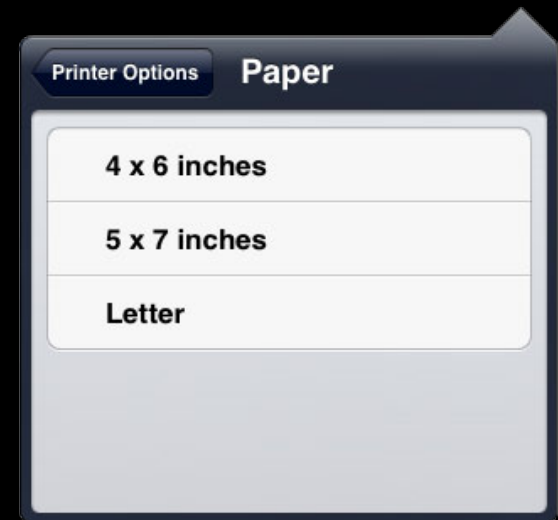 Printer Options Paper
4 x 6 inches
5 x 7 inches
Letter